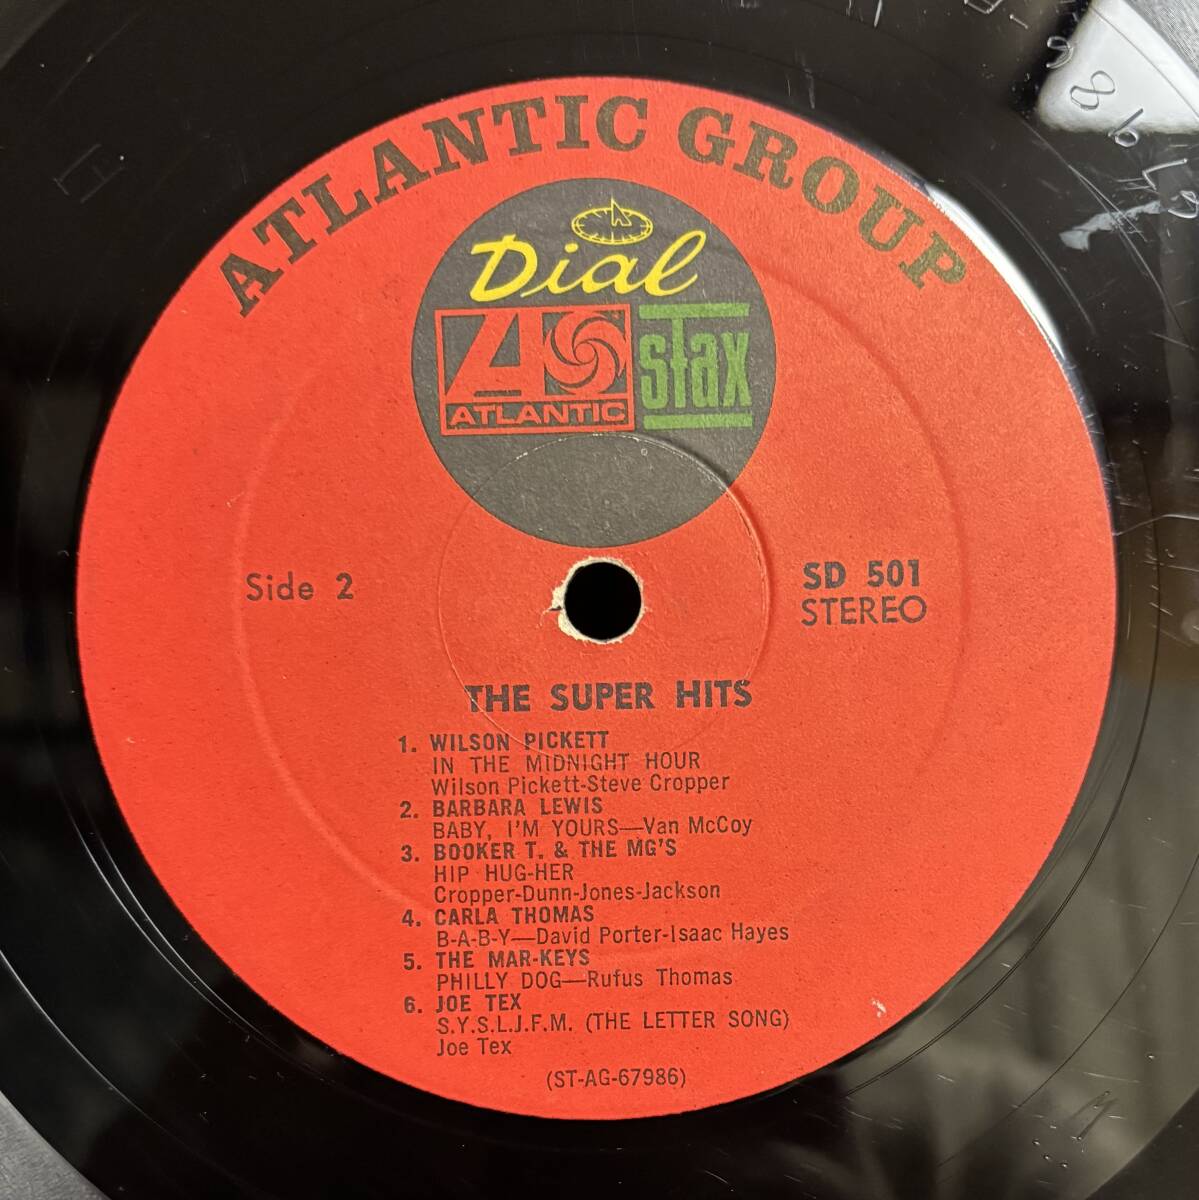 ATLANTIC GROUP
Dial
ATLANTIC
stax
Side 2
SD 501
STEREO
THE SUPER HITS
1. WILSON PICKETT
IN THE MIDNIGHT HOUR
Wilson Pickett-Steve Cropper
2. BARBARA LEWIS
BABY, I'M YOURS—Van McCoy
3. BOOKER T. & THE MG'S
HIP HUG-HER
Cropper-Dunn-Jones-Jackson
4. CARLA THOMAS
B-A-B-Y—David Porter-Isaac Hayes
5. THE MAR-KEYS
PHILLY DOG—Rufus Thomas
6. JOE TEX
S.Y.S.L.J.F.M. (THE LETTER SONG)
Joe Tex
(ST-AG-67986)